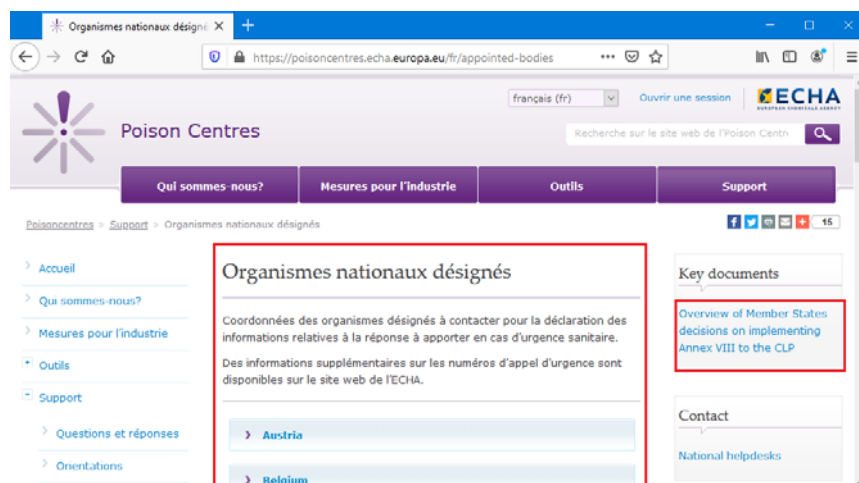 Organismes nationaux désigné
https://poisoncentres.echa.europa.eu/fr/appointed-bodies
français (fr)
Ouvrir une session
ECHA
EUROPEAN CHEMICALS AGENCY
Poison Centres
Recherche sur le site web de l'Poison Centr
Qui sommes-nous?
Mesures pour l'industrie
Outils
Support
Poisoncentres > Support > Organismes nationaux désignés
15
Accueil
Qui sommes-nous?
Mesures pour l'industrie
Outils
Support
Questions et réponses
Orientations
Organismes nationaux désignés
Coordonnées des organismes désignés à contacter pour la déclaration des
informations relatives à la réponse à apporter en cas d'urgence sanitaire.
Des informations supplémentaires sur les numéros d'appel d'urgence sont
disponibles sur le site web de l'ECHA.
Austria
Belgium
Key documents
Overview of Member States
decisions on implementing
Annex VIII to the CLP
Contact
National helpdesks